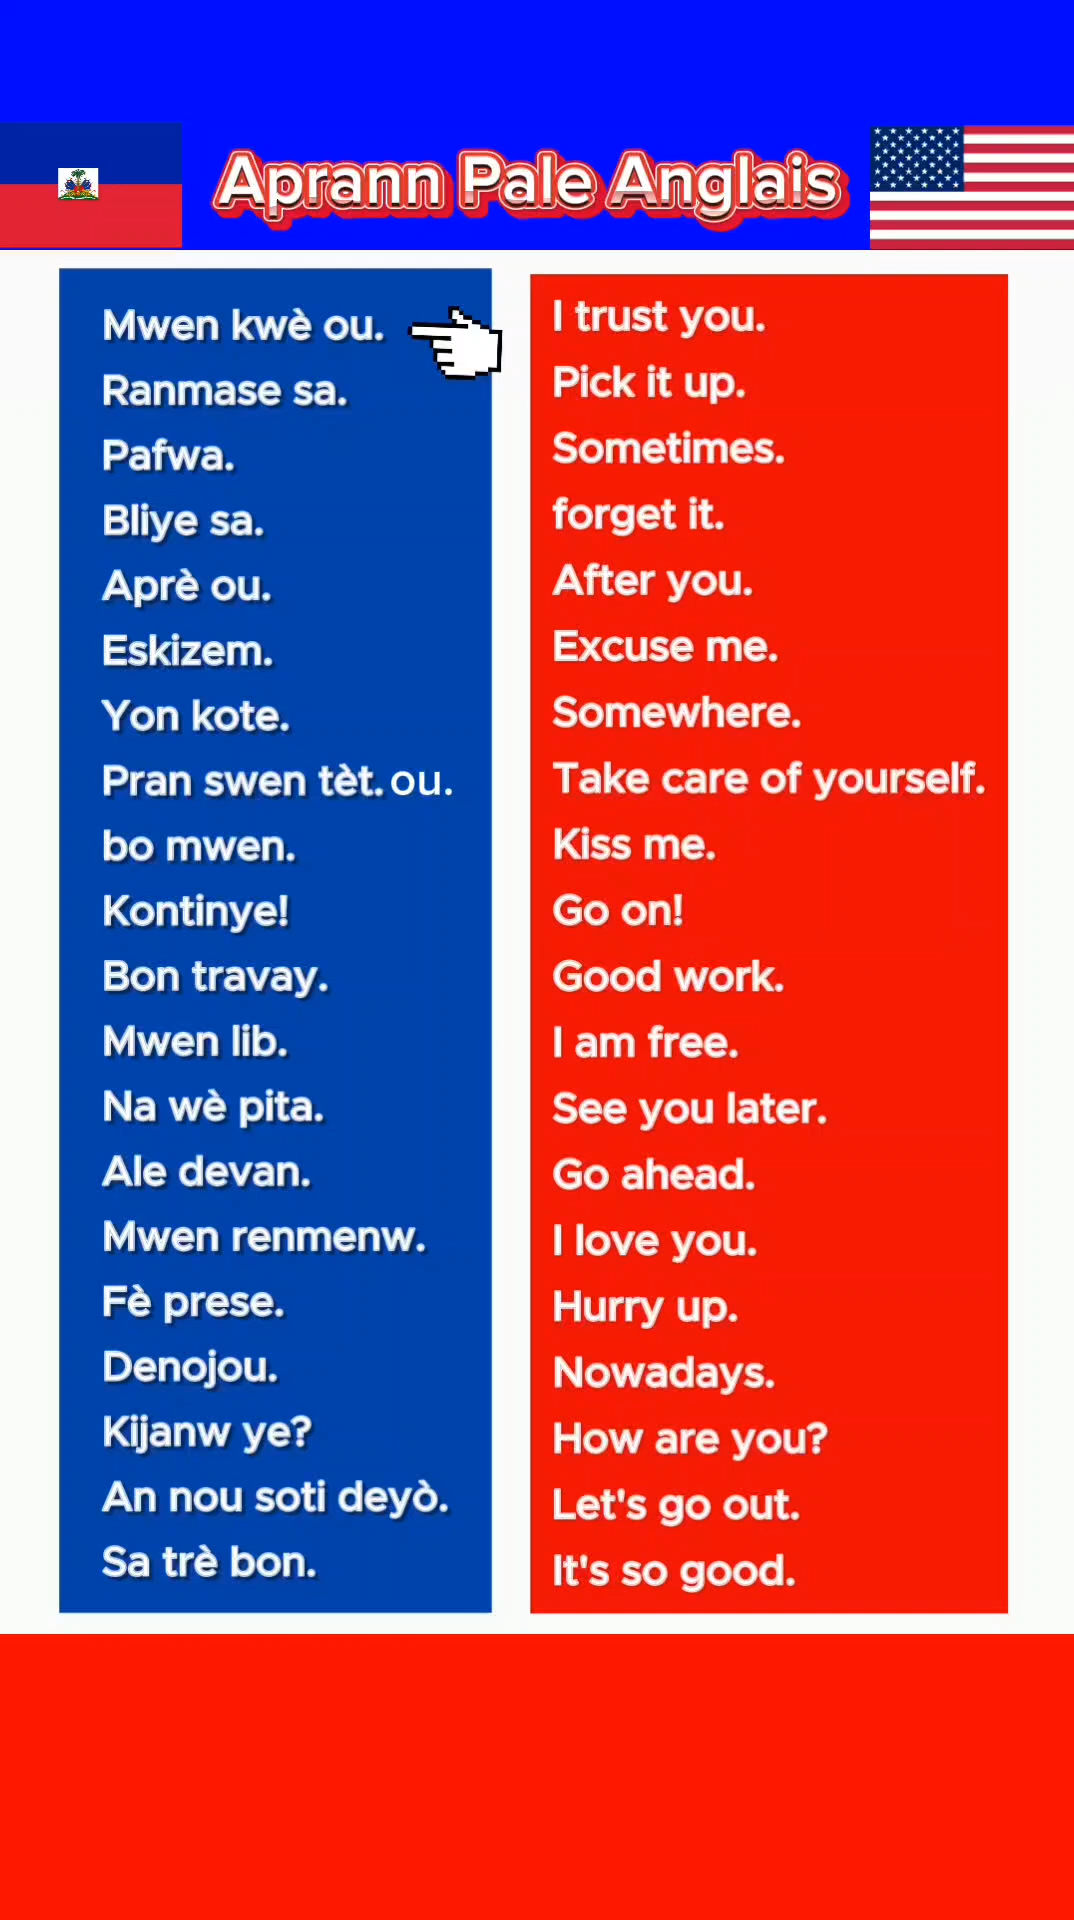 Aprann Pale Anglais
Mwen kwè ou.
Ranmase sa.
Pafwa.
Bliye sa.
Aprè ou.
Eskizem.
Yon kote.
Pran swen tèt. ou.
bo mwen.
Kontinye!
Bon travay.
Mwen lib.
Na wè pita.
Ale devan.
Mwen renmenw.
Fè prese.
Denojou.
Kijanw ye?
An nou soti deyò.
Sa trè bon.
I trust you.
Pick it up.
Sometimes.
forget it.
After you.
Excuse me.
Somewhere.
Take care of yourself.
Kiss me.
Go on!
Good work.
I am free.
See you later.
Go ahead.
I love you.
Hurry up.
Nowadays.
How are you?
Let's go out.
It's so good.